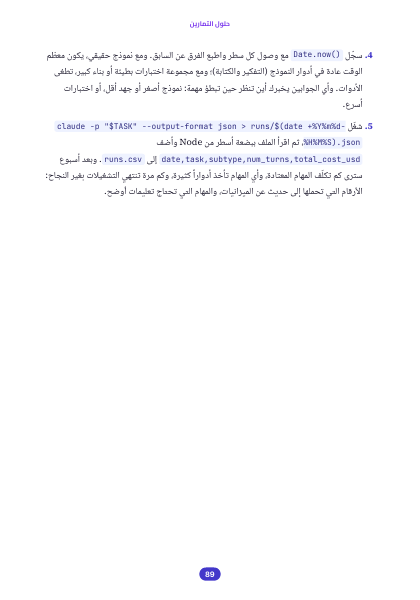 حلول التمارين
4. سجّل Date.now() مع وصول كل سطر واطبع الفرق عن السابق. ومع نموذج حقيقي، يكون معظم
الوقت عادة في أدوار النموذج (التفكير والكتابة)؛ ومع مجموعة اختبارات بطيئة أو بناء كبير، تطغى
الأدوات. وأي الجوابين يخبرك أين تنظر حين تبطؤ مهمة: نموذج أصغر أو جهد أقل، أو اختبارات
أسرع.
5. شغّل claude -p "$TASK" --output-format json > runs/$(date +%Y%m%d-
%H%M%S).json، ثم اقرأ الملف ببضعة أسطر من Node وأضف
date,task,subtype,num_turns,total_cost_usd إلى runs.csv. وبعد أسبوع
سترى كم تكلّف المهام المعتادة، وأي المهام تأخذ أدواراً كثيرة، وكم مرة تنتهي التشغيلات بغير النجاح:
الأرقام التي تحملها إلى حديث عن الميزانيات، والمهام التي تحتاج تعليمات أوضح.
89